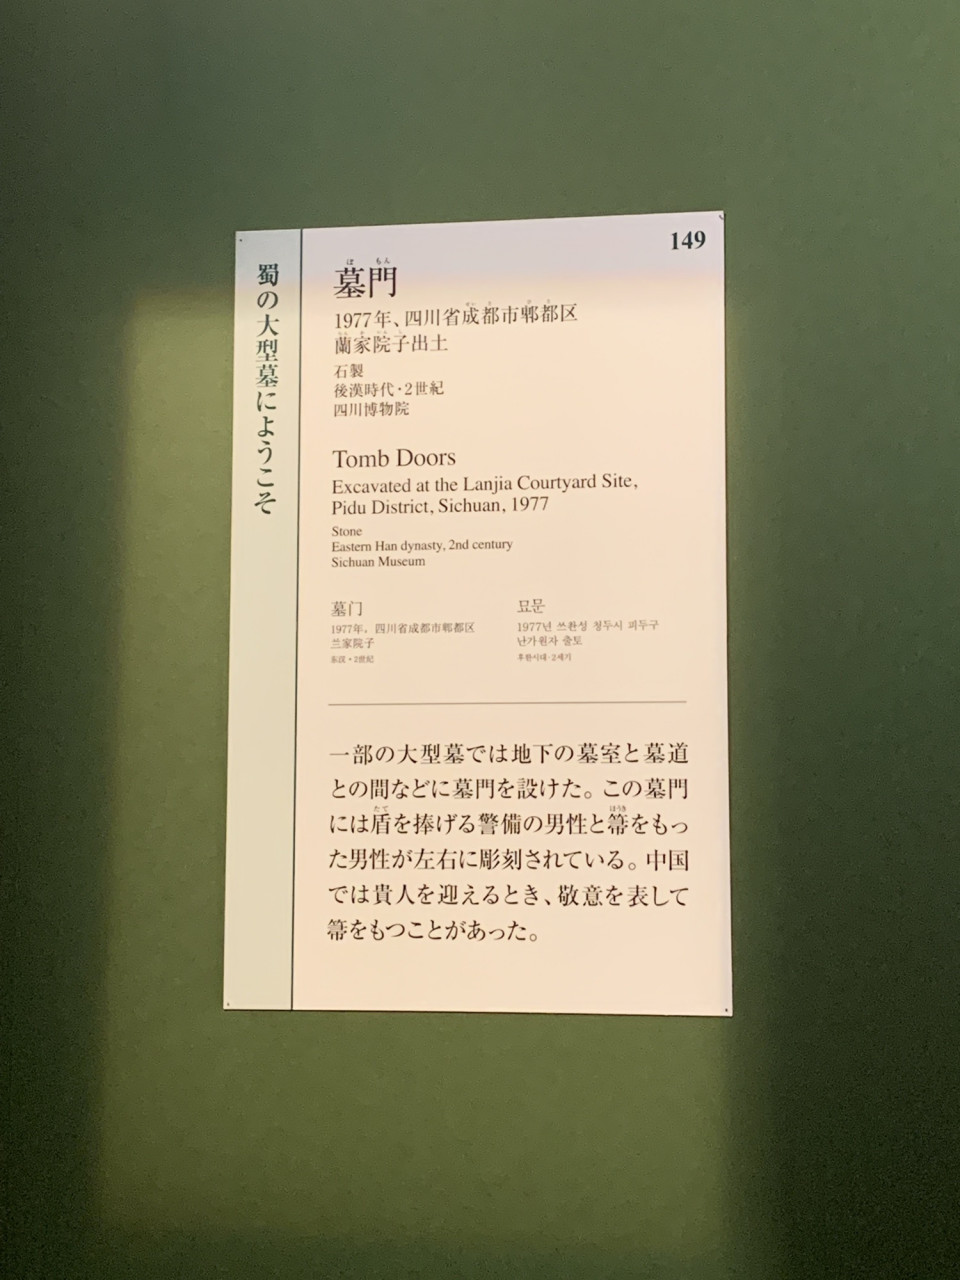 149
蜀の大型墓にようこそ
ぼ もん
墓門
1977年、四川省成都市郫都区
蘭家院子出土
石製
後漢時代・2世紀
四川博物院
Tomb Doors
Excavated at the Lanjia Courtyard Site,
Pidu District, Sichuan, 1977
Stone
Eastern Han dynasty, 2nd century
Sichuan Museum
墓门
1977年，四川省成都市郫都区
兰家院子
东汉・2世纪
묘문
1977년 쓰촨성 청두시 피두구
난가원자 출토
후한시대·2세기
一部の大型墓では地下の墓室と墓道
との間などに墓門を設けた。この墓門
たて ほうき
には盾を捧げる警備の男性と箒をもっ
た男性が左右に彫刻されている。中国
では貴人を迎えるとき、敬意を表して
箒をもつことがあった。